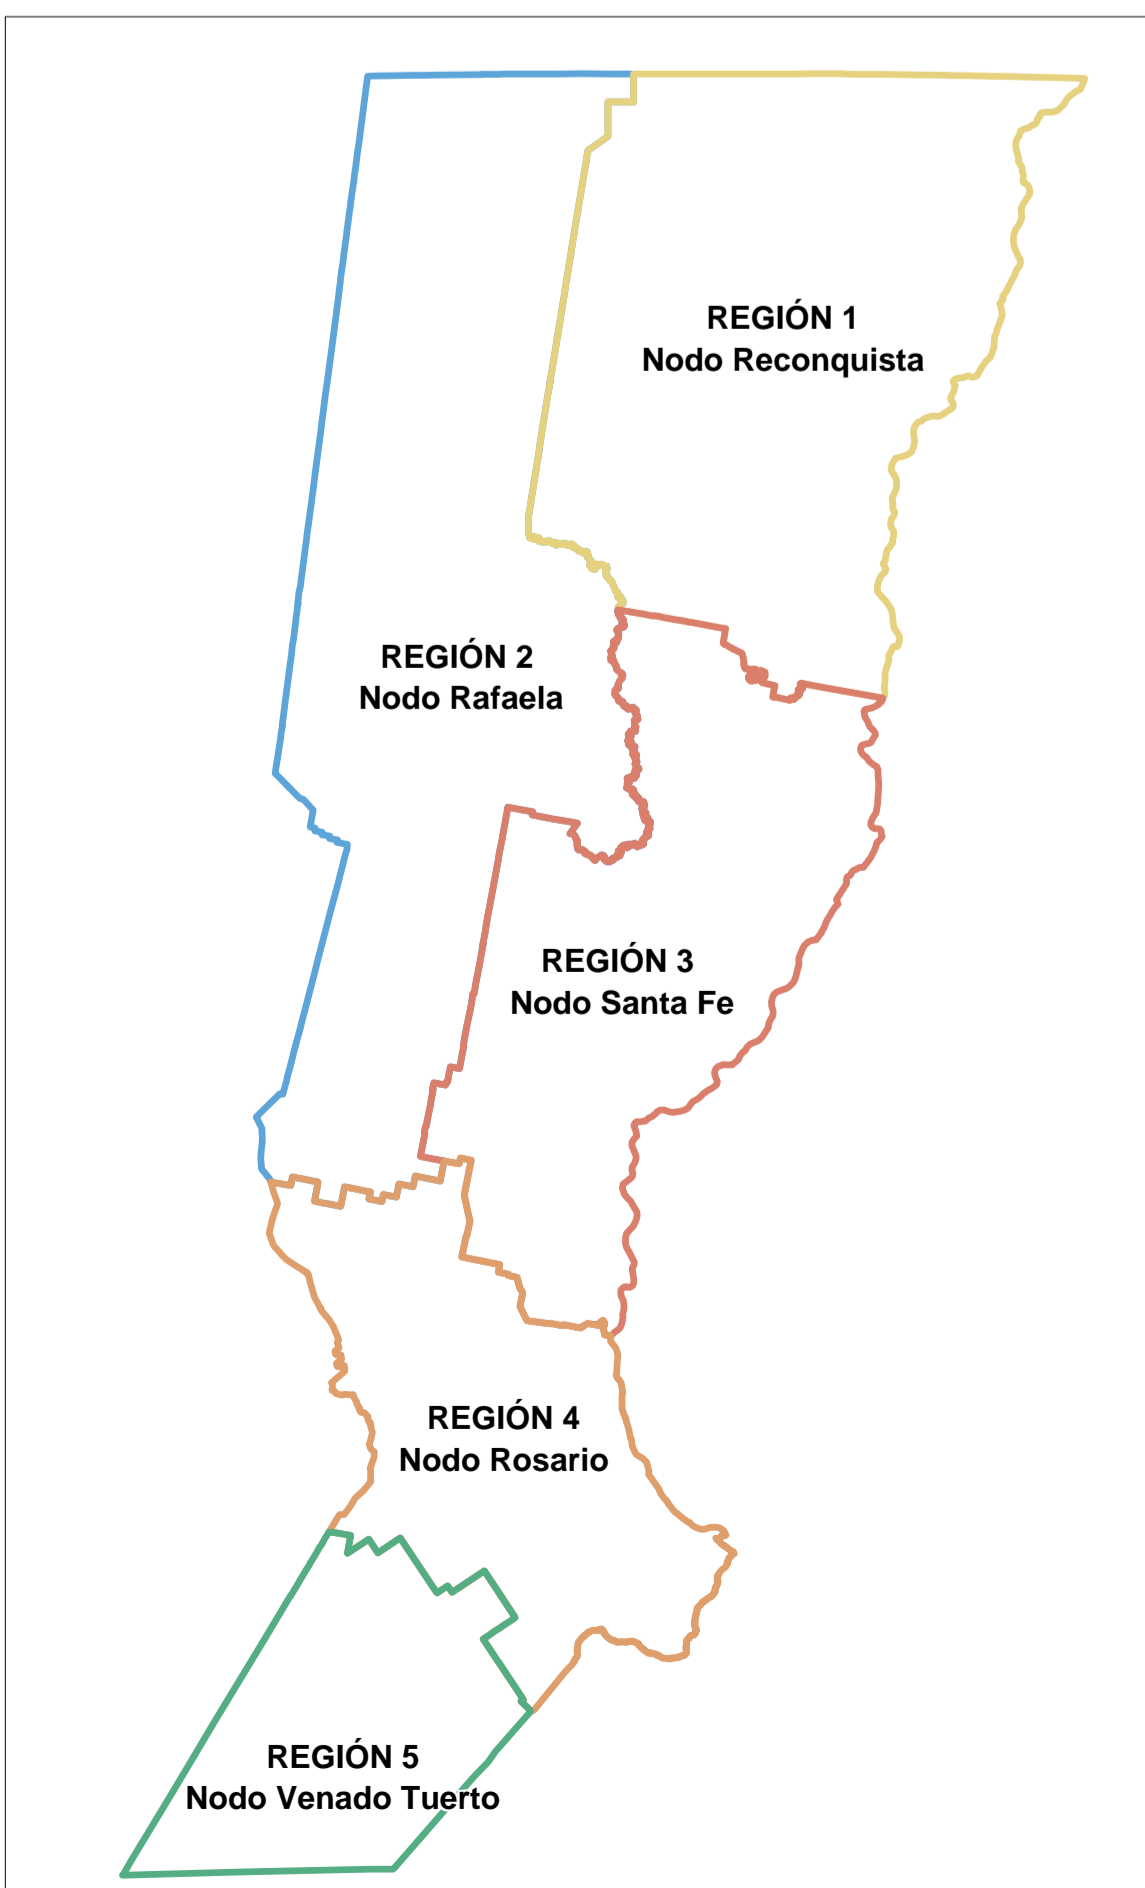 REGIÓN 1
Nodo Reconquista
REGIÓN 2
Nodo Rafaela
REGIÓN 3
Nodo Santa Fe
REGIÓN 4
Nodo Rosario
REGIÓN 5
Nodo Venado Tuerto